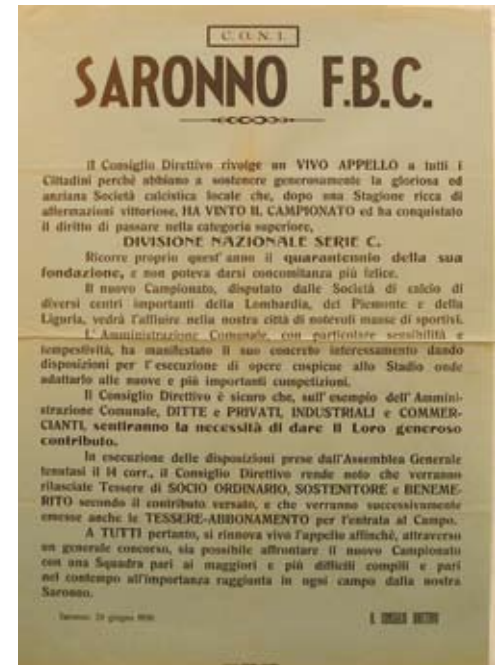 C.O.N.I.
SARONNO F.B.C.
Il Consiglio Direttivo rivolge un VIVO APPELLO a tutti i
Cittadini perchè abbiano a sostenere generosamente la gloriosa ed
anziana Società calcistica locale che, dopo una Stagione ricca di
affermazioni vittoriose, HA VINTO IL CAMPIONATO ed ha conquistato
il diritto di passare nella categoria superiore,
DIVISIONE NAZIONALE SERIE C.
Ricorre proprio quest'anno il quarantennio della sua
fondazione, e non poteva darsi concomitanza più felice.
Il nuovo Campionato, disputato dalle Società di calcio di
diversi centri importanti della Lombardia, del Piemonte e della
Liguria, vedrà l'affluire nella nostra città di notevoli masse di sportivi.
L'Amministrazione Comunale, con particolare sensibilità e
tempestività, ha manifestato il suo concreto interessamento dando
disposizioni per l'esecuzione di opere cospicue allo Stadio onde
adattarlo alle nuove e più importanti competizioni.
Il Consiglio Direttivo è sicuro che, sull'esempio dell'Ammini-
strazione Comunale, DITTE e PRIVATI, INDUSTRIALI e COMMER-
CIANTI, sentiranno la necessità di dare il Loro generoso
contributo.
In esecuzione delle disposizioni prese dall'Assemblea Generale
tenutasi il 14 corr., il Consiglio Direttivo rende noto che verranno
rilasciate Tessere di SOCIO ORDINARIO, SOSTENITORE e BENEME-
RITO secondo il contributo versato, e che verranno successivamente
emesse anche le TESSERE-ABBONAMENTO per l'entrata al Campo.
A TUTTI pertanto, si rinnova vivo l'appello affinchè, attraverso
un generale concorso, sia possibile affrontare il nuovo Campionato
con una Squadra pari ai maggiori e più difficili compiti e pari
nel contempo all'importanza raggiunta in ogni campo dalla nostra
Saronno.
Saronno, giugno
IL CONSIGLIO DIRETTIVO